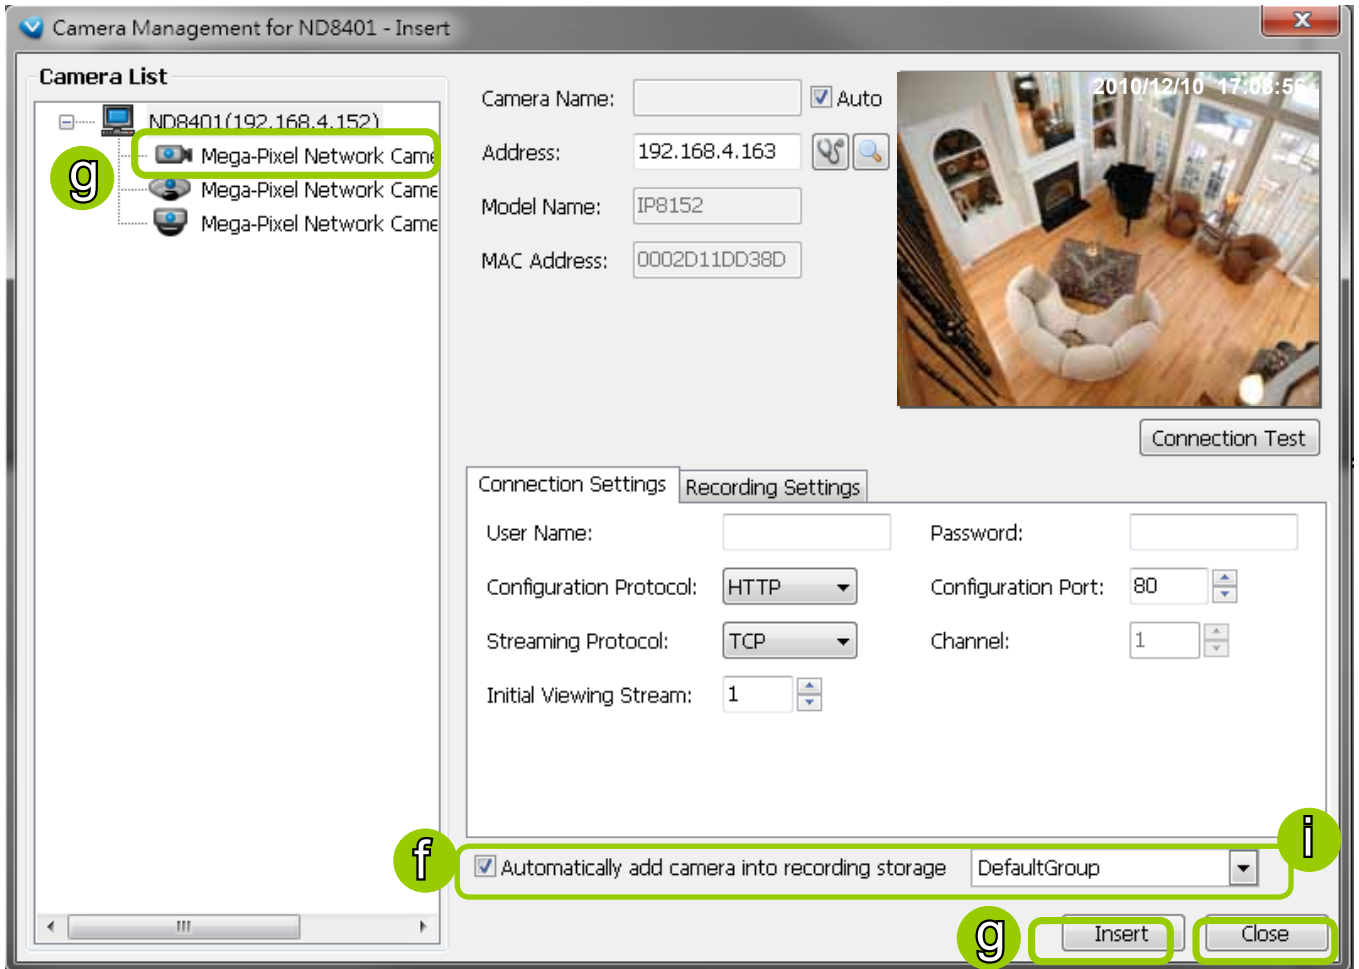 Camera Management for ND8401 - Insert
x
Camera List
ND8401(192.168.4.152)
g
Mega-Pixel Network Came
Mega-Pixel Network Came
Mega-Pixel Network Came
Camera Name:
Auto
Address:
192.168.4.163
Model Name:
IP8152
MAC Address:
0002D11DD38D
2010/12/10 17:08:56
Connection Test
Connection Settings
Recording Settings
User Name:
Password:
Configuration Protocol:
HTTP
Configuration Port:
80
Streaming Protocol:
TCP
Channel:
1
Initial Viewing Stream:
1
f
Automatically add camera into recording storage
DefaultGroup
i
g
Insert
Close